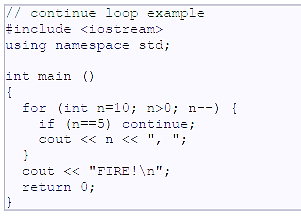 // continue loop example
#include <iostream>
using namespace std;

int main ()
{
  for (int n=10; n>0; n--) {
    if (n==5) continue;
    cout << n << ", ";
  }
  cout << "FIRE!\n";
  return 0;
}